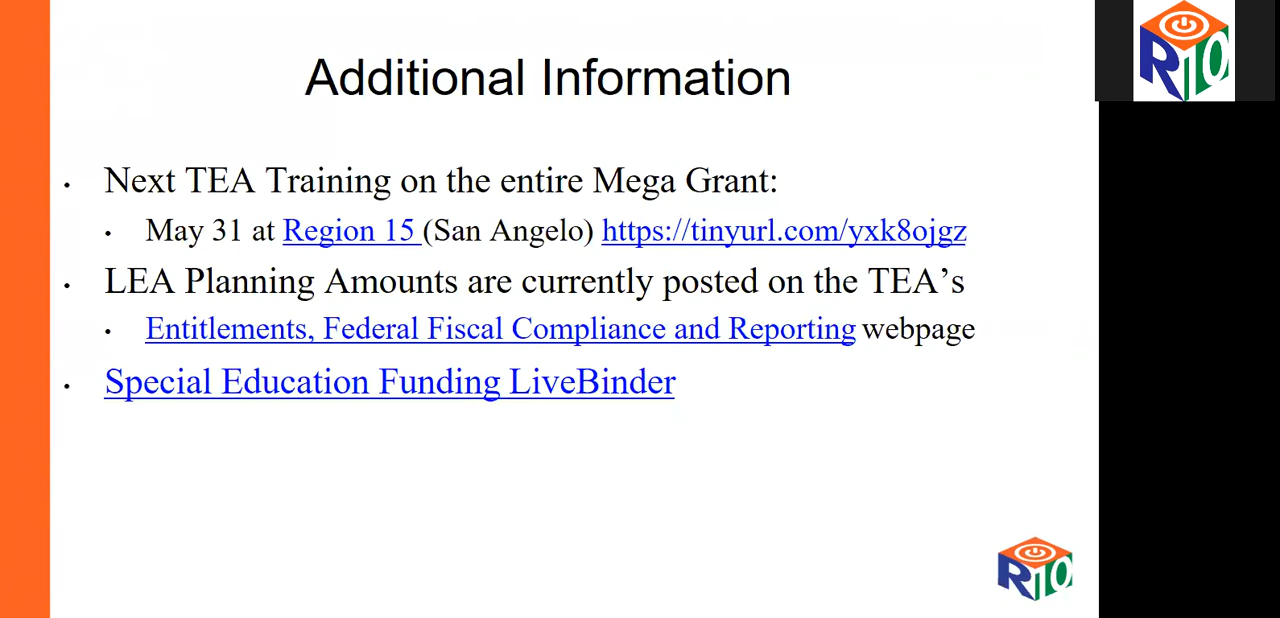 R10
Additional Information
• Next TEA Training on the entire Mega Grant:
• May 31 at Region 15 (San Angelo) https://tinyurl.com/yxk8ojgz
• LEA Planning Amounts are currently posted on the TEA’s
• Entitlements, Federal Fiscal Compliance and Reporting webpage
• Special Education Funding LiveBinder
R10